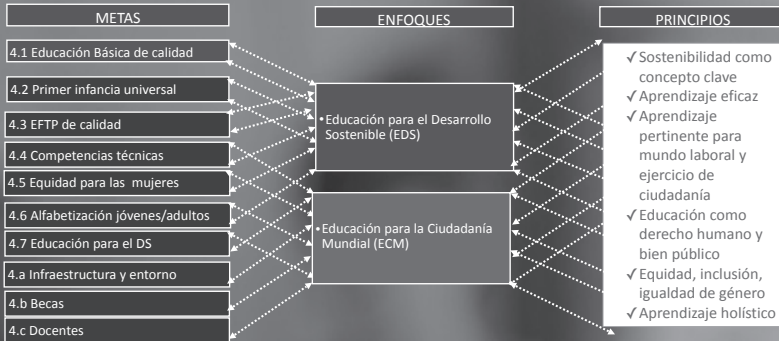 METAS
4.1 Educación Básica de calidad
4.2 Primer infancia universal
4.3 EFTP de calidad
4.4 Competencias técnicas
4.5 Equidad para las mujeres
4.6 Alfabetización jóvenes/adultos
4.7 Educación para el DS
4.a Infraestructura y entorno
4.b Becas
4.c Docentes
ENFOQUES
•Educación para el Desarrollo
Sostenible (EDS)
•Educación para la Ciudadanía
Mundial (ECM)
PRINCIPIOS
✓Sostenibilidad como
concepto clave
✓Aprendizaje eficaz
✓Aprendizaje
pertinente para
mundo laboral y
ejercicio de
ciudadanía
✓Educación como
derecho humano y
bien público
✓Equidad, inclusión,
igualdad de género
✓Aprendizaje holístico